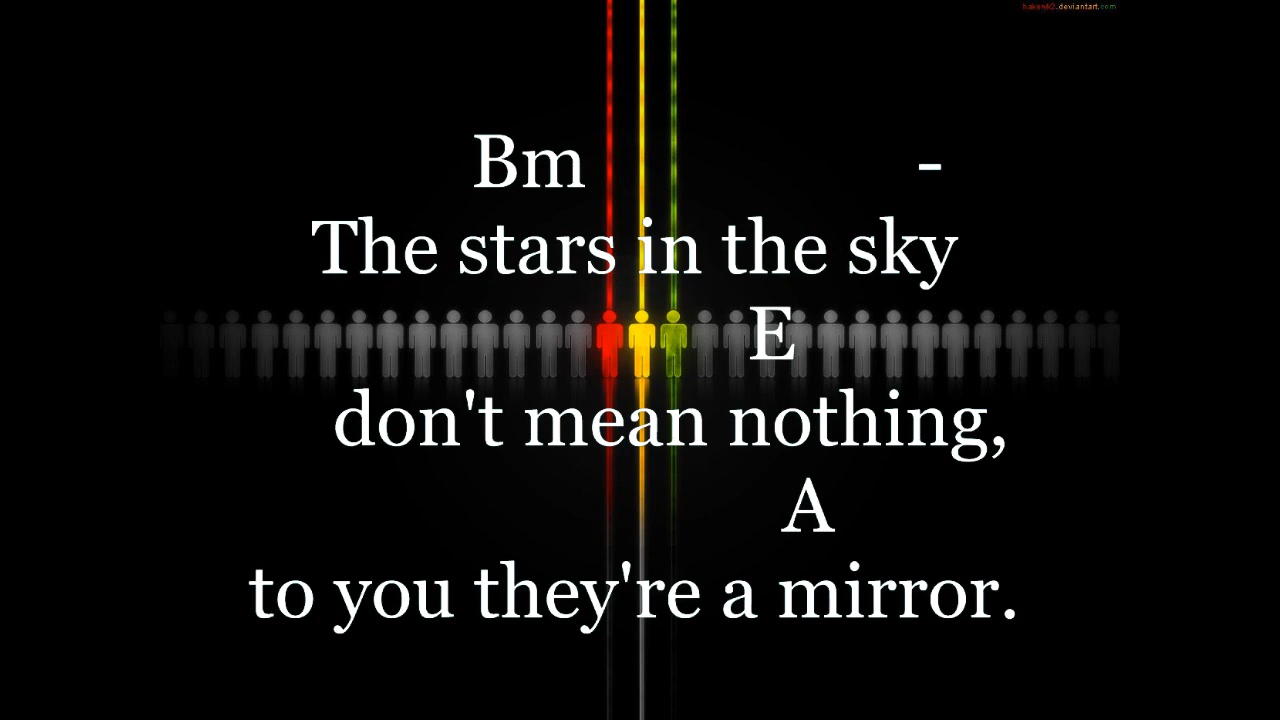 Bm -
The stars in the sky
E
don't mean nothing,
A
to you they're a mirror.